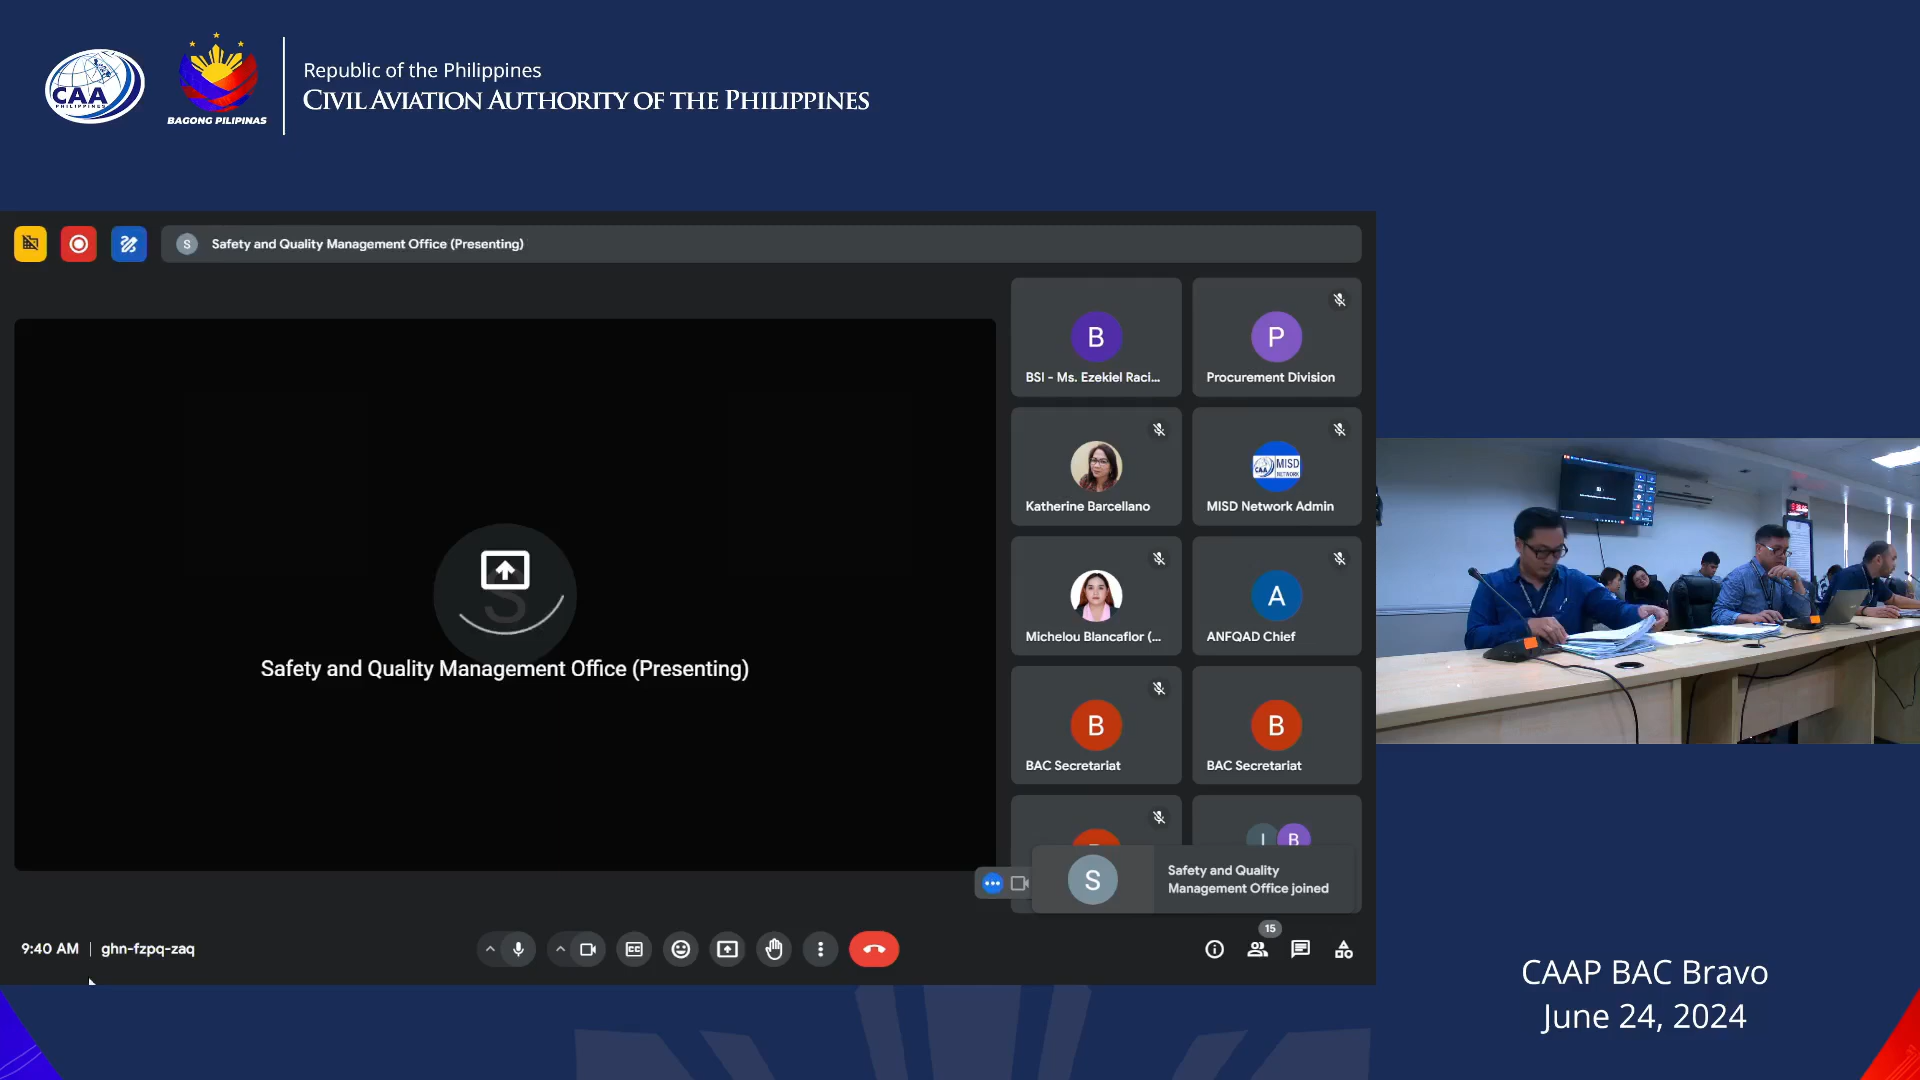 CAA
PHILIPPINES
BAGONG PILIPINAS
Republic of the Philippines
CIVIL AVIATION AUTHORITY OF THE PHILIPPINES
S
Safety and Quality Management Office (Presenting)
S
Safety and Quality Management Office (Presenting)
B
BSI - Ms. Ezekiel Raci...
P
Procurement Division
Katherine Barcellano
CAA
MISD
NETWORK
MISD Network Admin
Michelou Blancaflor (...
A
ANFQAD Chief
B
BAC Secretariat
B
BAC Secretariat
B
S
Safety and Quality
Management Office joined
9:40 AM | ghn-fzpq-zaq
CC
15
CAAP BAC Bravo
June 24, 2024